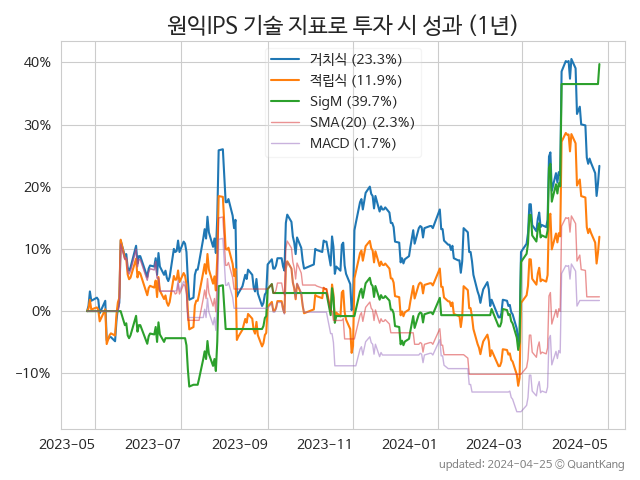 원익IPS 기술 지표로 투자 시 성과 (1년)
거치식 (23.3%)
적립식 (11.9%)
SigM (39.7%)
SMA(20) (2.3%)
MACD (1.7%)
40%
30%
20%
10%
0%
−10%
2023-05 2023-07 2023-09 2023-11 2024-01 2024-03 2024-05
updated: 2024-04-25 © QuantKang